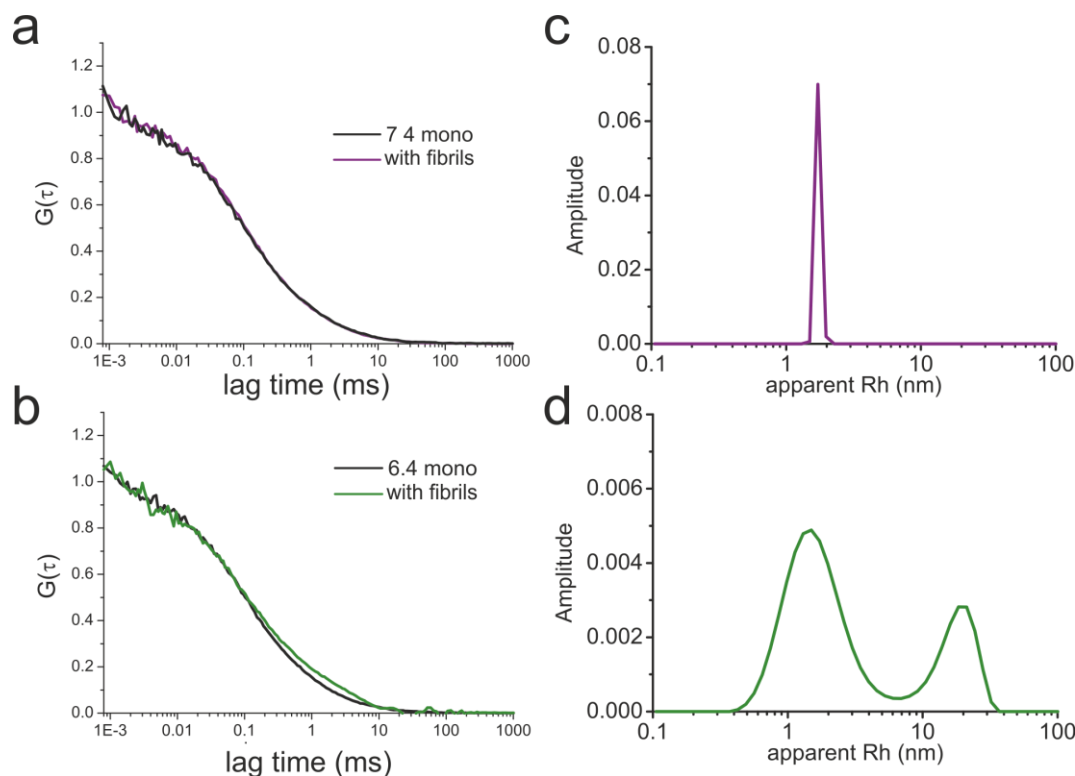 a
1.2
1.0
0.8
0.6
0.4
0.2
0.0
G(τ)
7 4 mono
with fibrils
1E-3 0.01 0.1 1 10 100 1000
lag time (ms)
c
0.08
0.06
0.04
0.02
0.00
Amplitude
0.1 1 10 100
apparent Rh (nm)
b
1.2
1.0
0.8
0.6
0.4
0.2
0.0
G(τ)
6.4 mono
with fibrils
1E-3 0.01 0.1 1 10 100 1000
lag time (ms)
d
0.008
0.006
0.004
0.002
0.000
Amplitude
0.1 1 10 100
apparent Rh (nm)